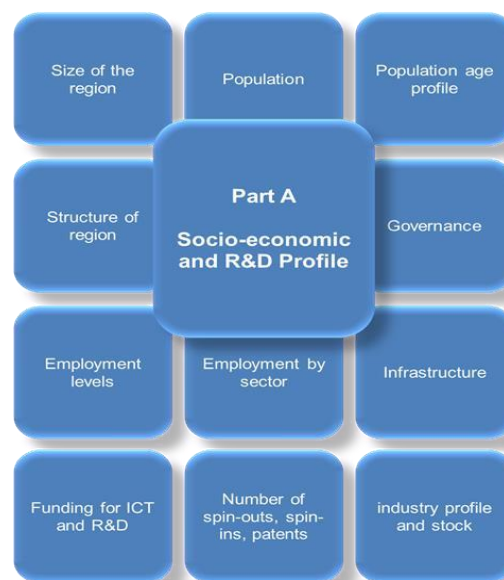 Size of the
region
Population
Population age
profile
Structure of
region
Part A
Socio-economic
and R&D Profile
Governance
Employment
levels
Employment by
sector
Infrastructure
Funding for ICT
and R&D
Number of
spin-outs, spin-
ins, patents
industry profile
and stock